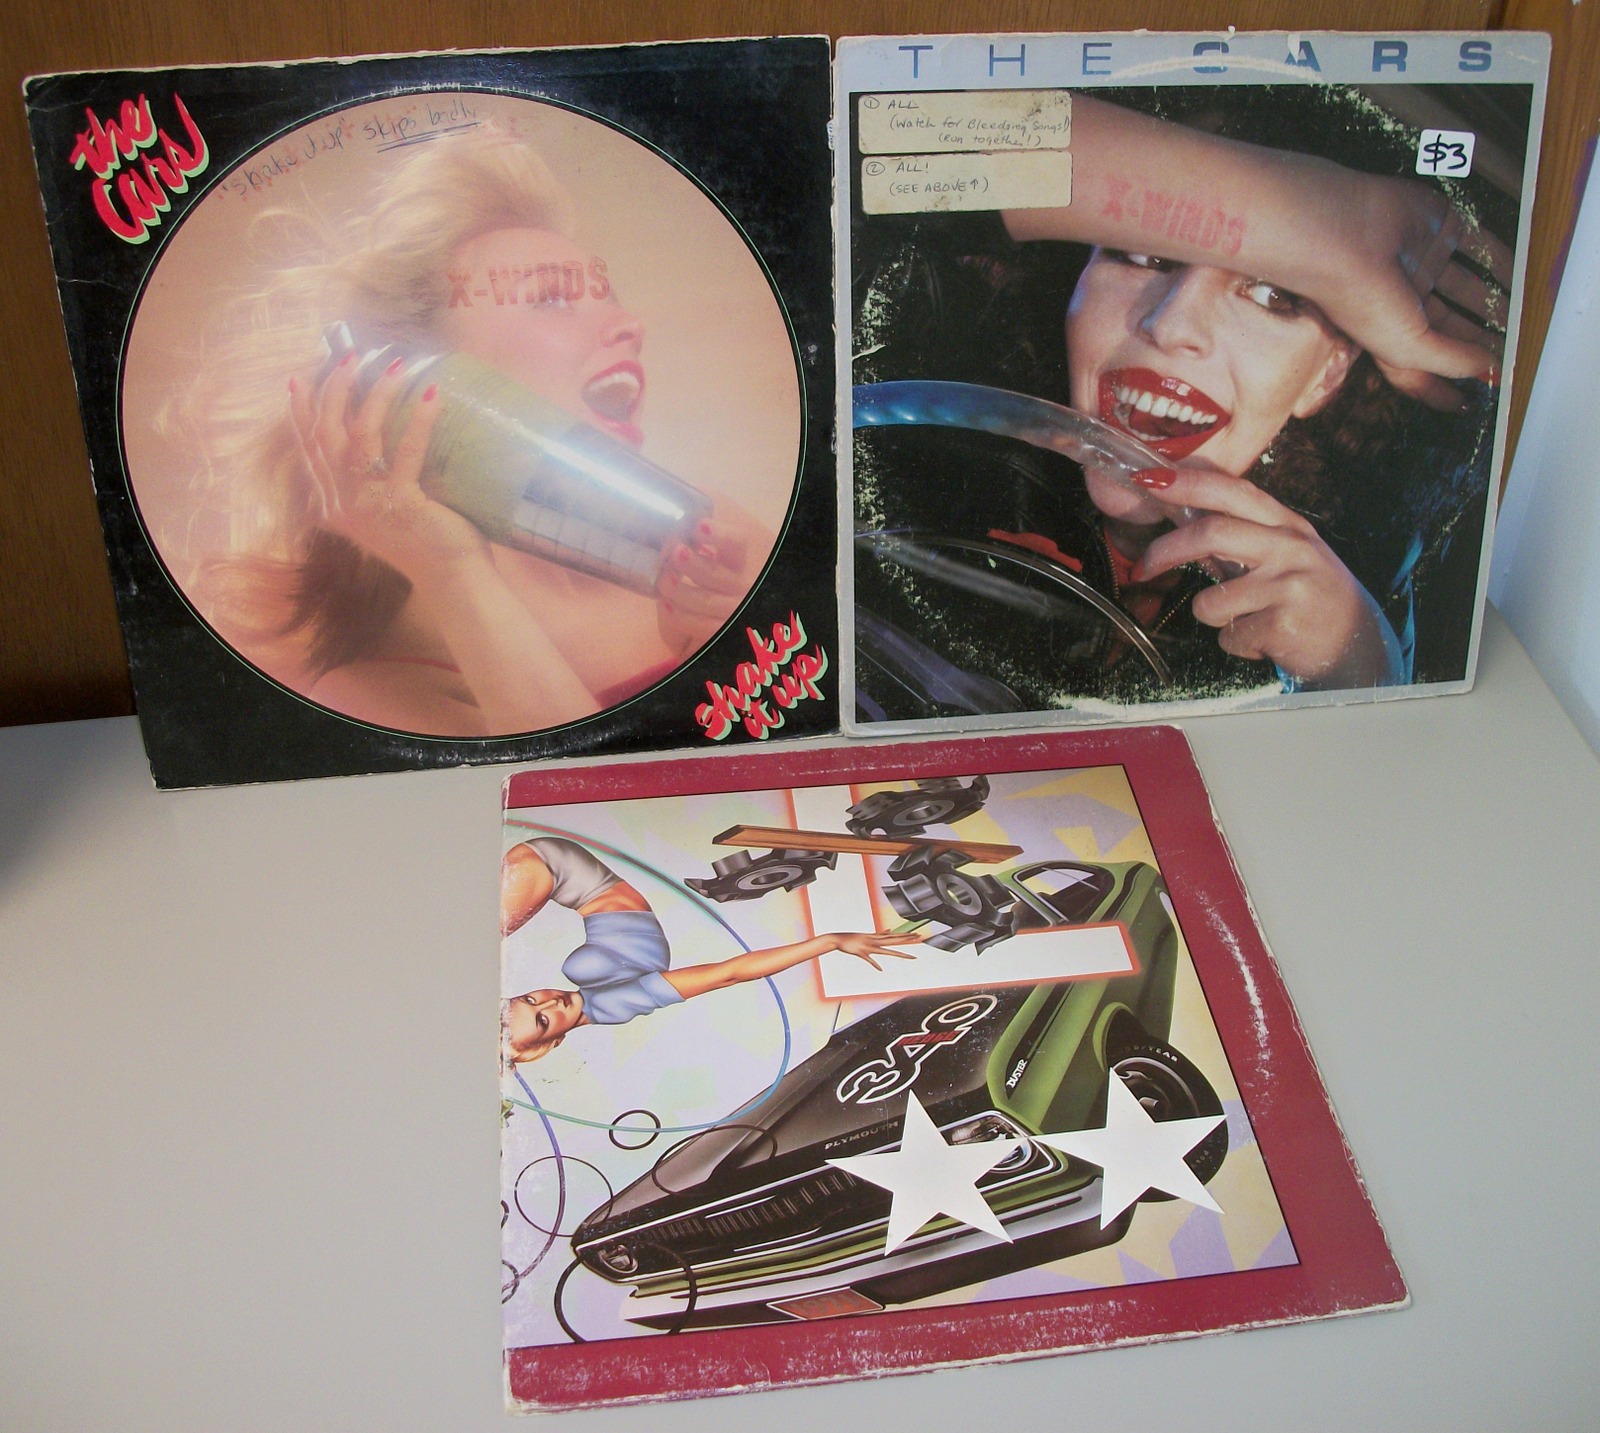 the
cars
"shake it up" skips badly
X-WINDS
shake
it up
THE CARS
① ALL
(Watch for Bleeding Songs!)
(Run together!)
② ALL!
(SEE ABOVE↑)
$3
X-WINDS
340
WEDGE
DUSTER
PLYMOUTH